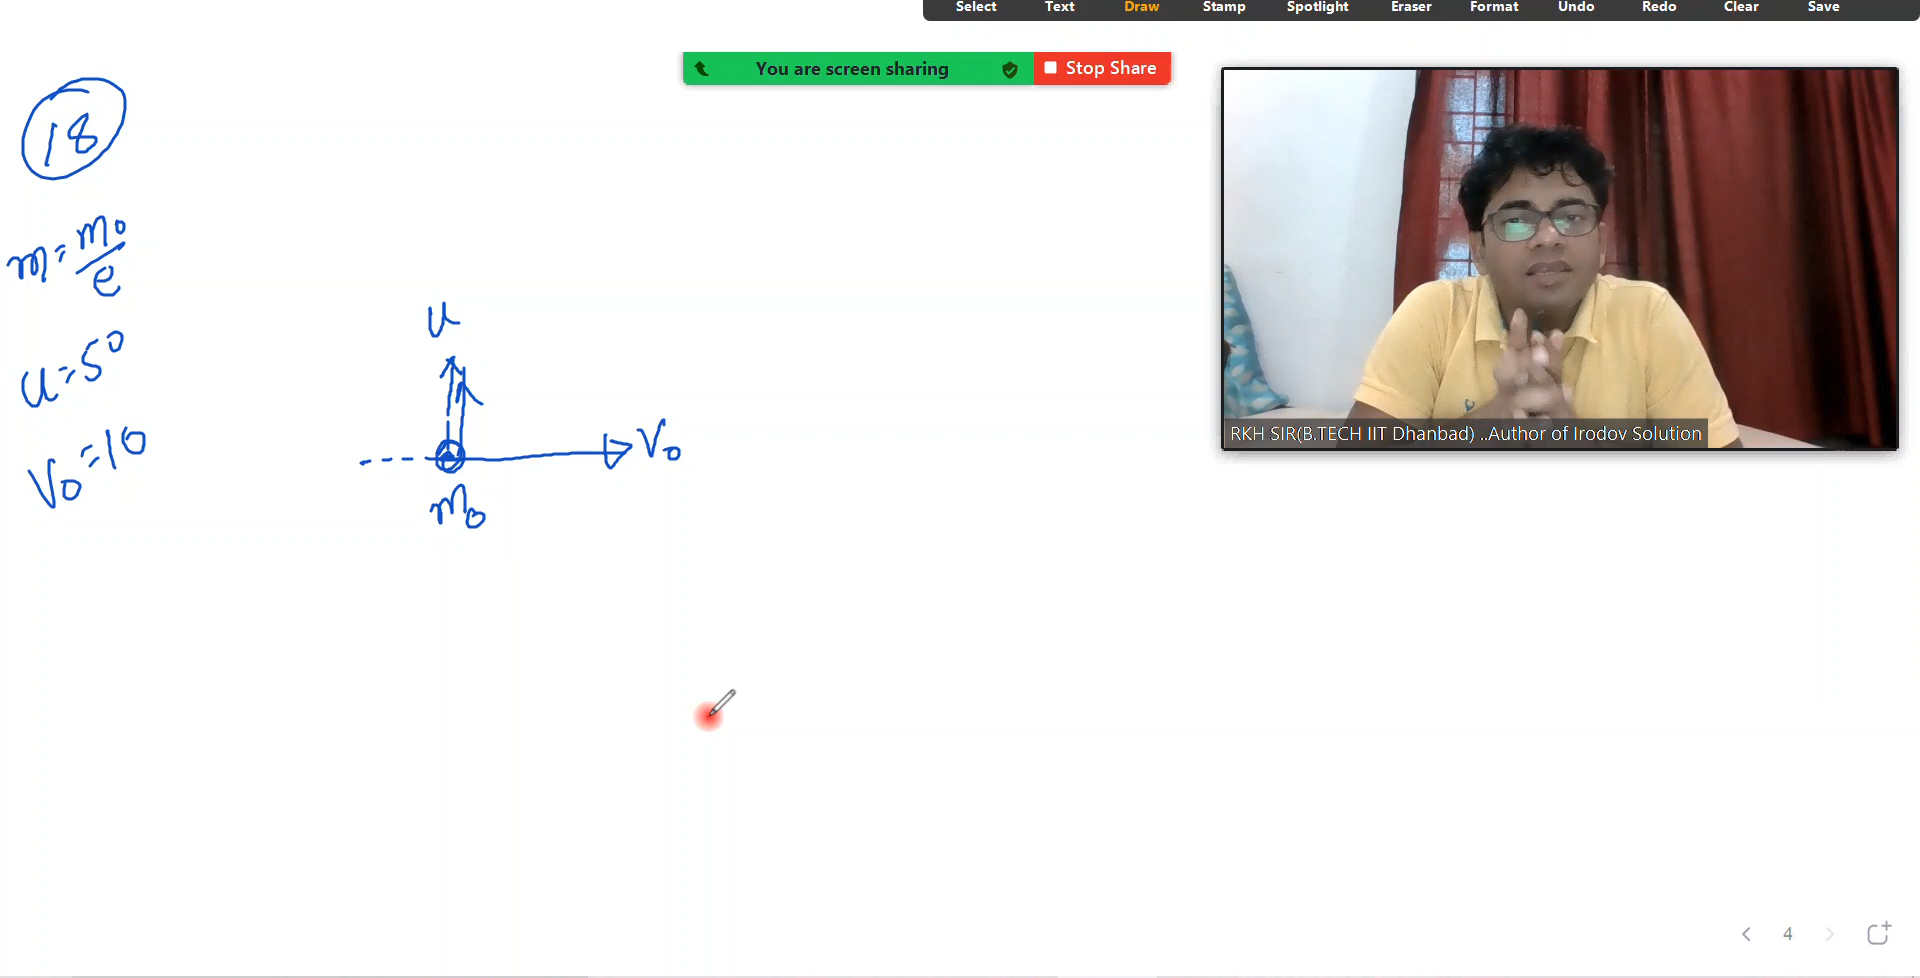 Select Text Draw Stamp Spotlight Eraser Format Undo Redo Clear Save
You are screen sharing Stop Share
18
m = m0/e
u = 50
V0 = 10
u
V0
m0
RKH SIR(B.TECH IIT Dhanbad) ..Author of Irodov Solution
4